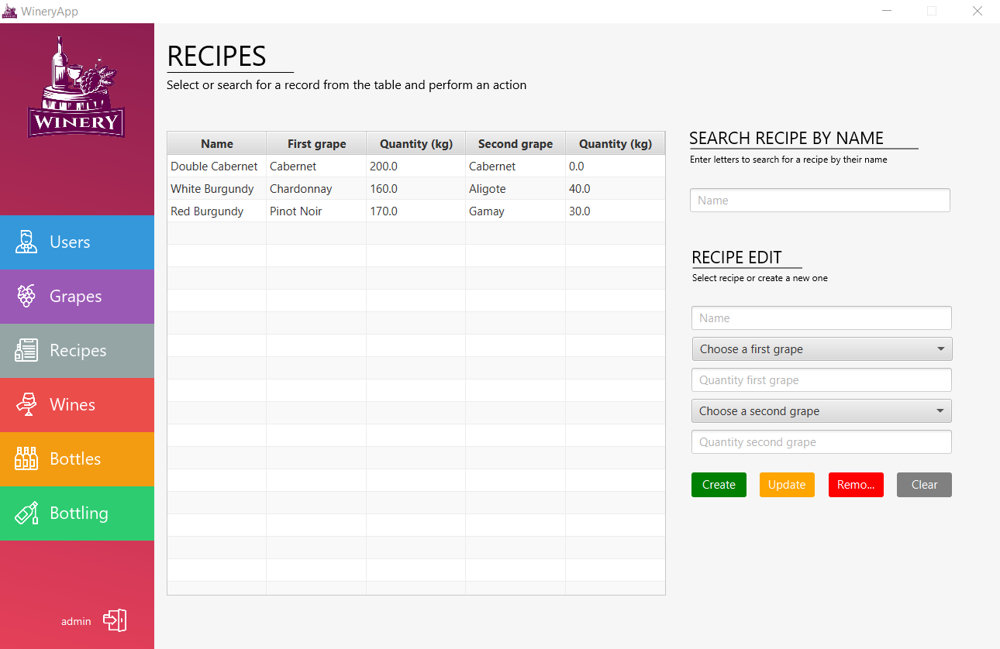 WineryApp
WINERY
Users
Grapes
Recipes
Wines
Bottles
Bottling
admin
RECIPES
Select or search for a record from the table and perform an action
Name First grape Quantity (kg) Second grape Quantity (kg)
Double Cabernet Cabernet 200.0 Cabernet 0.0
White Burgundy Chardonnay 160.0 Aligote 40.0
Red Burgundy Pinot Noir 170.0 Gamay 30.0
SEARCH RECIPE BY NAME
Enter letters to search for a recipe by their name
Name
RECIPE EDIT
Select recipe or create a new one
Name
Choose a first grape
Quantity first grape
Choose a second grape
Quantity second grape
Create Update Remo... Clear